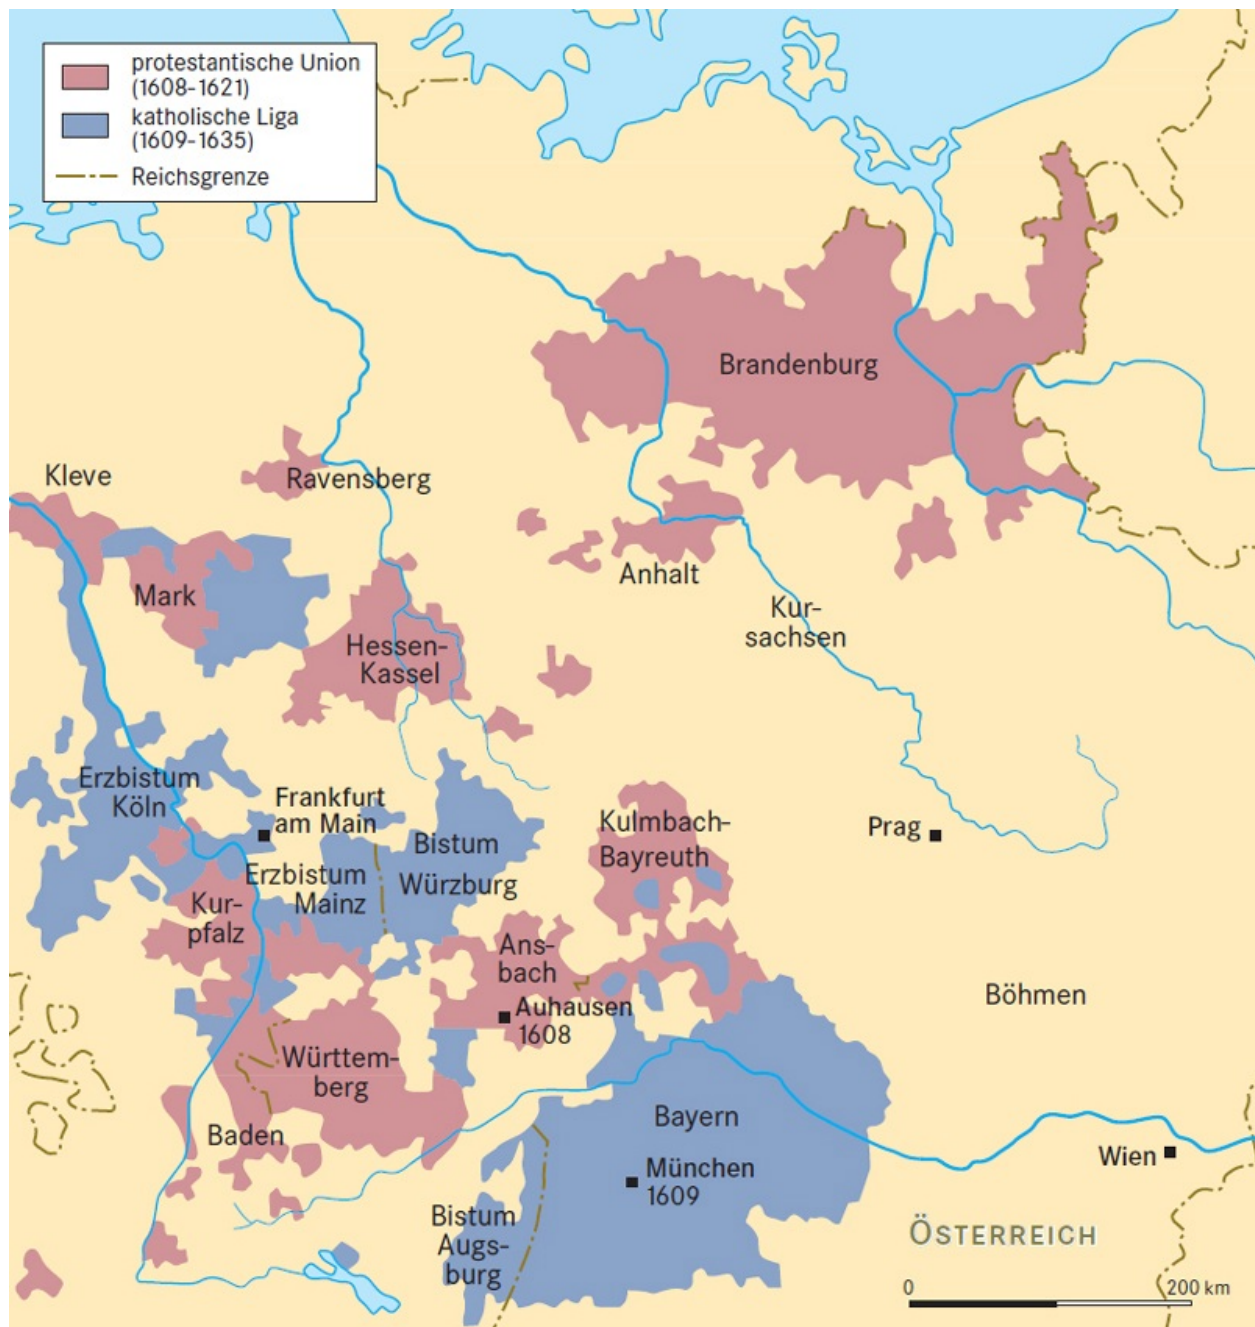 protestantische Union
(1608-1621)
katholische Liga
(1609-1635)
Reichsgrenze
Brandenburg
Kleve
Ravensberg
Mark
Anhalt
Kur-
sachsen
Hessen-
Kassel
Erzbistum
Köln
Frankfurt
am Main
Kulmbach-
Bayreuth
Prag
Bistum
Würzburg
Erzbistum
Mainz
Kur-
pfalz
Ans-
bach
Auhausen
1608
Böhmen
Württem-
berg
Baden
Bayern
München
1609
Wien
Bistum
Augs-
burg
ÖSTERREICH
0 200 km